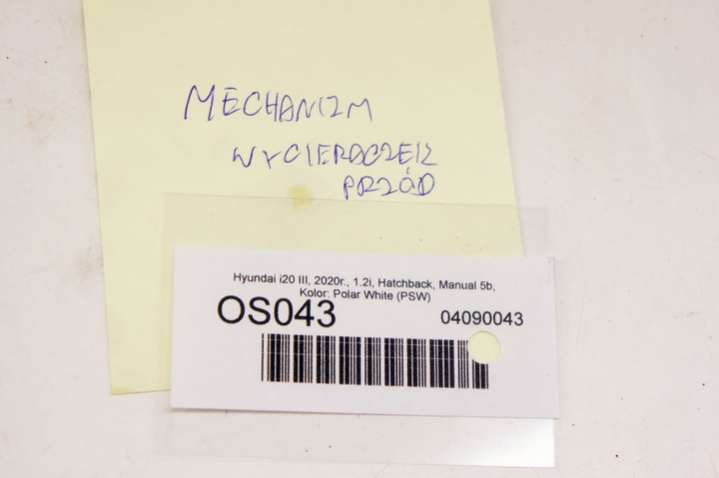 MECHANIZM
WYCIERACZEK
PRZÓD
Hyundai i20 III, 2020r., 1.2i, Hatchback, Manual 5b,
Kolor: Polar White (PSW)
OS043 04090043